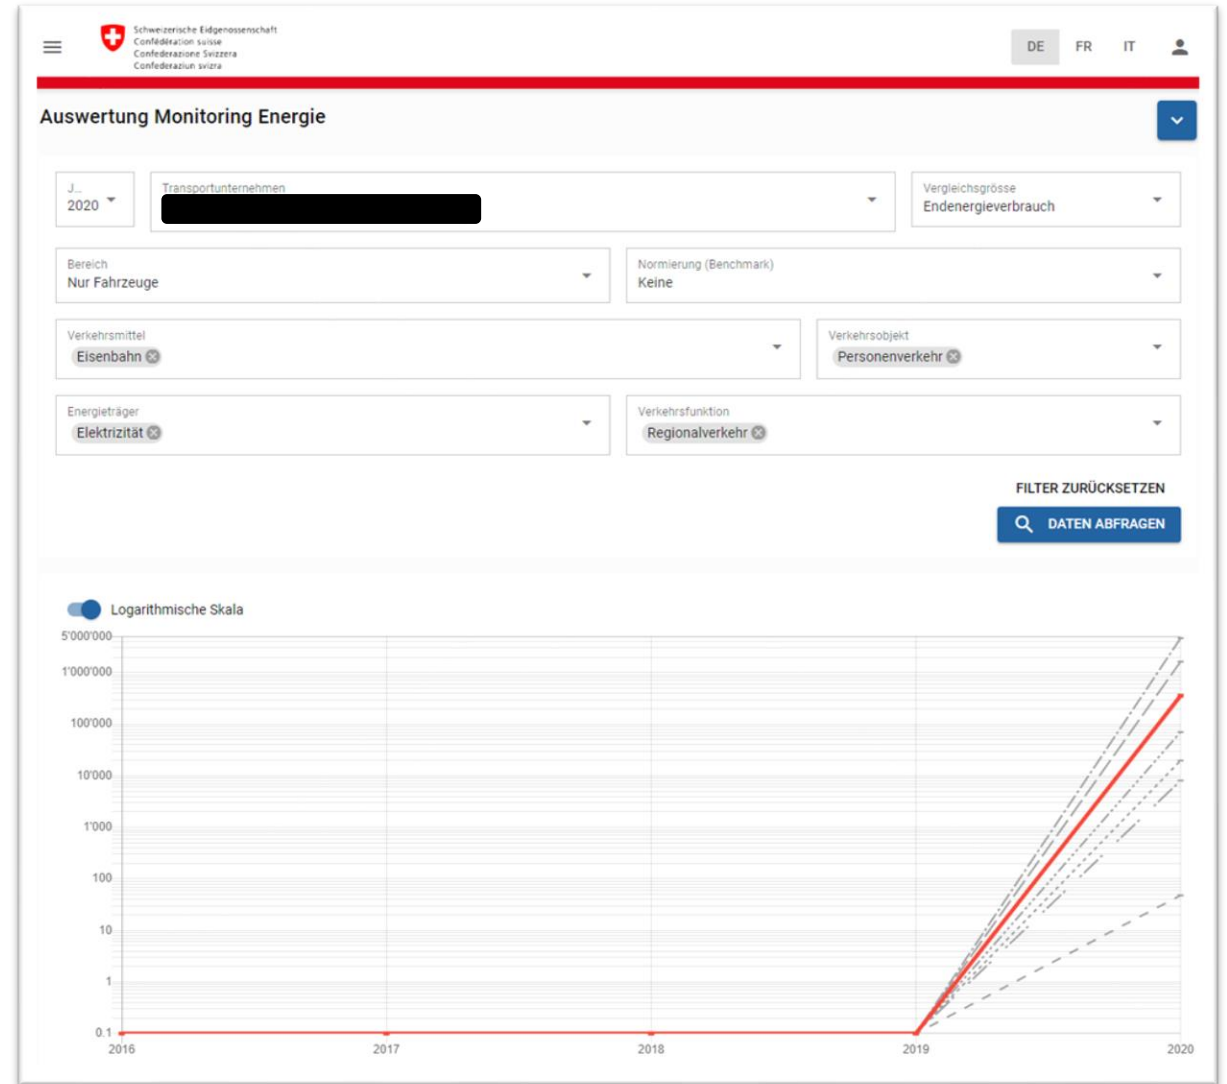 Schweizerische Eidgenossenschaft
Confédération suisse
Confederazione Svizzera
Confederaziun svizra
DE FR IT
Auswertung Monitoring Energie
J...
2020
Transportunternehmen
Vergleichsgrösse
Endenergieverbrauch
Bereich
Nur Fahrzeuge
Normierung (Benchmark)
Keine
Verkehrsmittel
Eisenbahn
Verkehrsobjekt
Personenverkehr
Energieträger
Elektrizität
Verkehrsfunktion
Regionalverkehr
FILTER ZURÜCKSETZEN
DATEN ABFRAGEN
Logarithmische Skala
5'000'000
1'000'000
100'000
10'000
1'000
100
10
1
0.1
2016 2017 2018 2019 2020